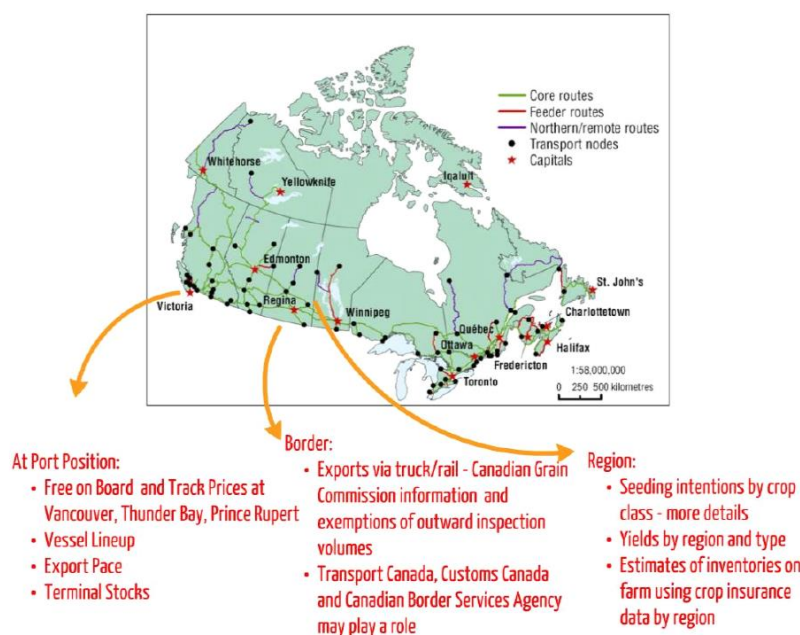 Core routes
Feeder routes
Northern/remote routes
Transport nodes
Capitals
Whitehorse
Yellowknife
Iqaluit
Edmonton
St. John's
Victoria
Regina
Winnipeg
Québec
Charlottetown
Ottawa
Halifax
Fredericton
Toronto
1:58,000,000
0 250 500 kilometres
At Port Position:
• Free on Board and Track Prices at
Vancouver, Thunder Bay, Prince Rupert
• Vessel Lineup
• Export Pace
• Terminal Stocks
Border:
• Exports via truck/rail - Canadian Grain
Commission information and
exemptions of outward inspection
volumes
• Transport Canada, Customs Canada
and Canadian Border Services Agency
may play a role
Region:
• Seeding intentions by crop
class - more details
• Yields by region and type
• Estimates of inventories on
farm using crop insurance
data by region